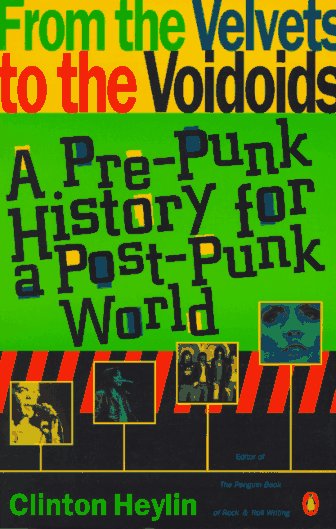 From the Velvets
to the Voidoids
A Pre-Punk
History for
a Post-Punk
World
Editor of
The Penguin Book
of Rock & Roll Writing
Clinton Heylin